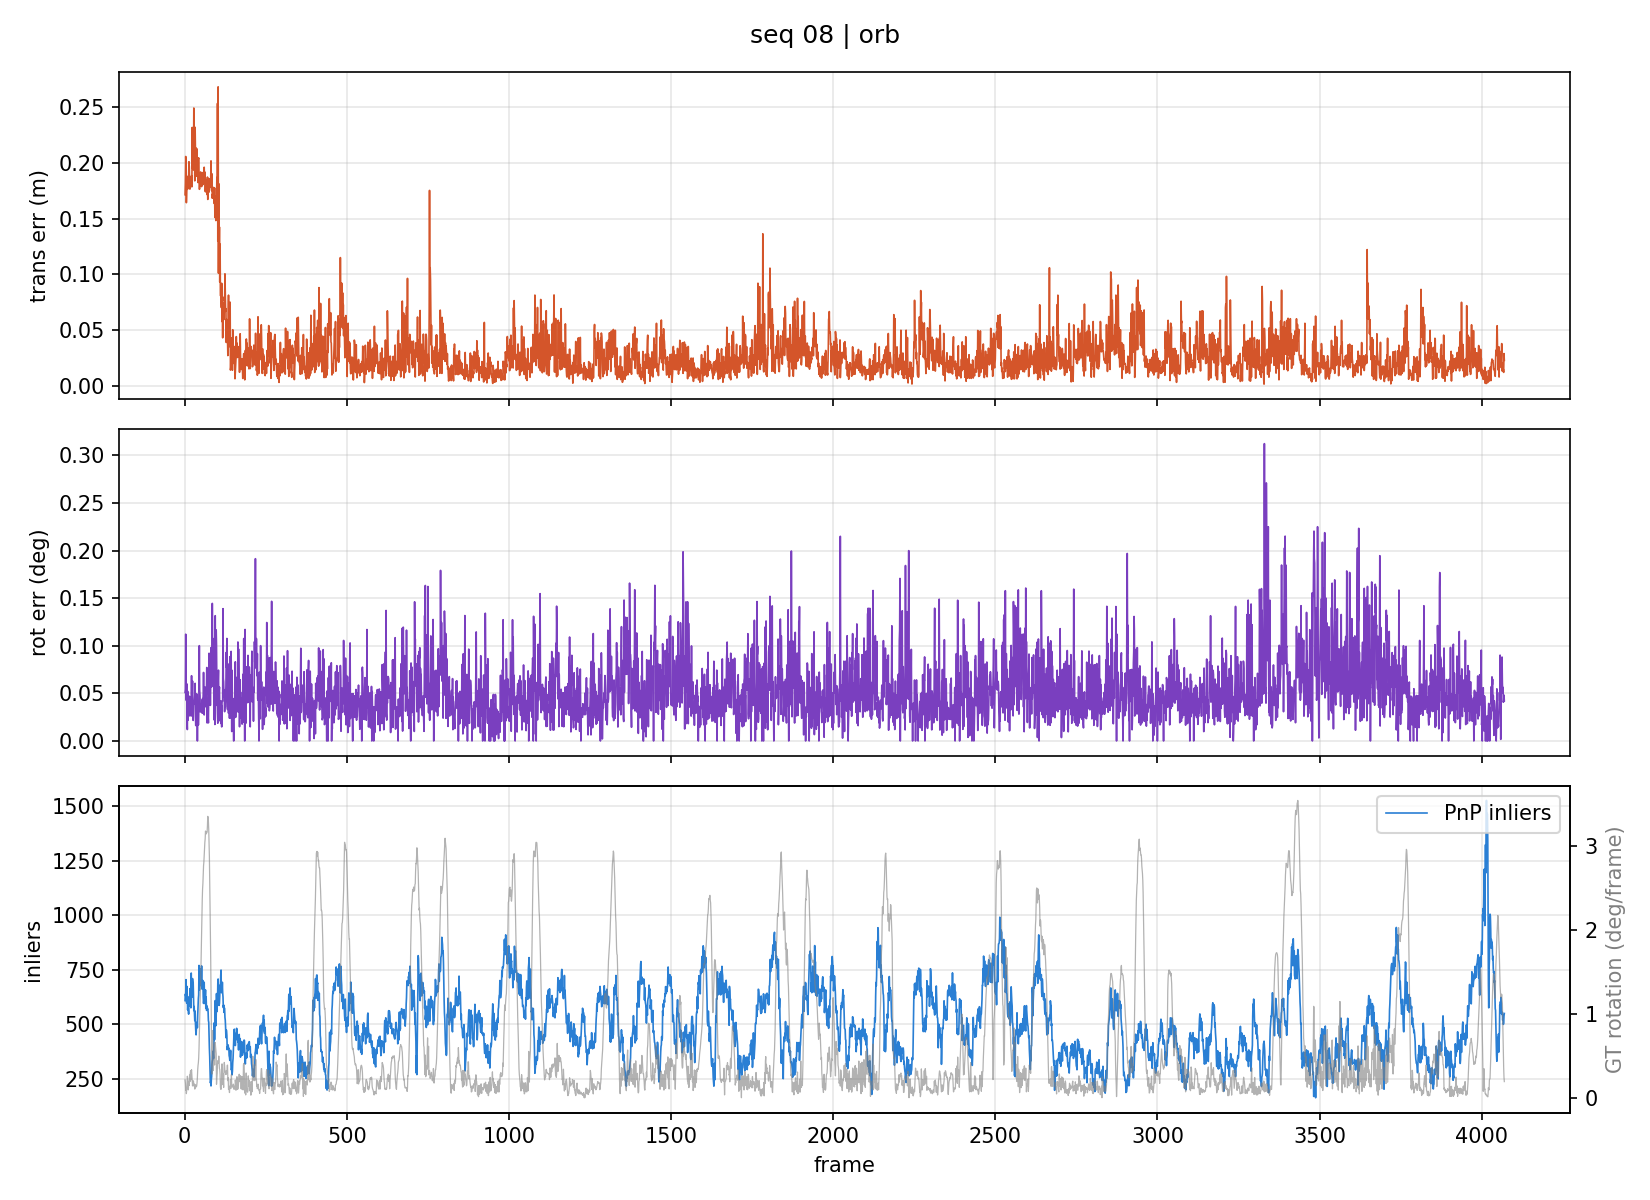 seq 08 | orb
trans err (m)
0.25
0.20
0.15
0.10
0.05
0.00
rot err (deg)
0.30
0.25
0.20
0.15
0.10
0.05
0.00
inliers
1500
1250
1000
750
500
250
PnP inliers
3
2
1
0
GT rotation (deg/frame)
0 500 1000 1500 2000 2500 3000 3500 4000
frame